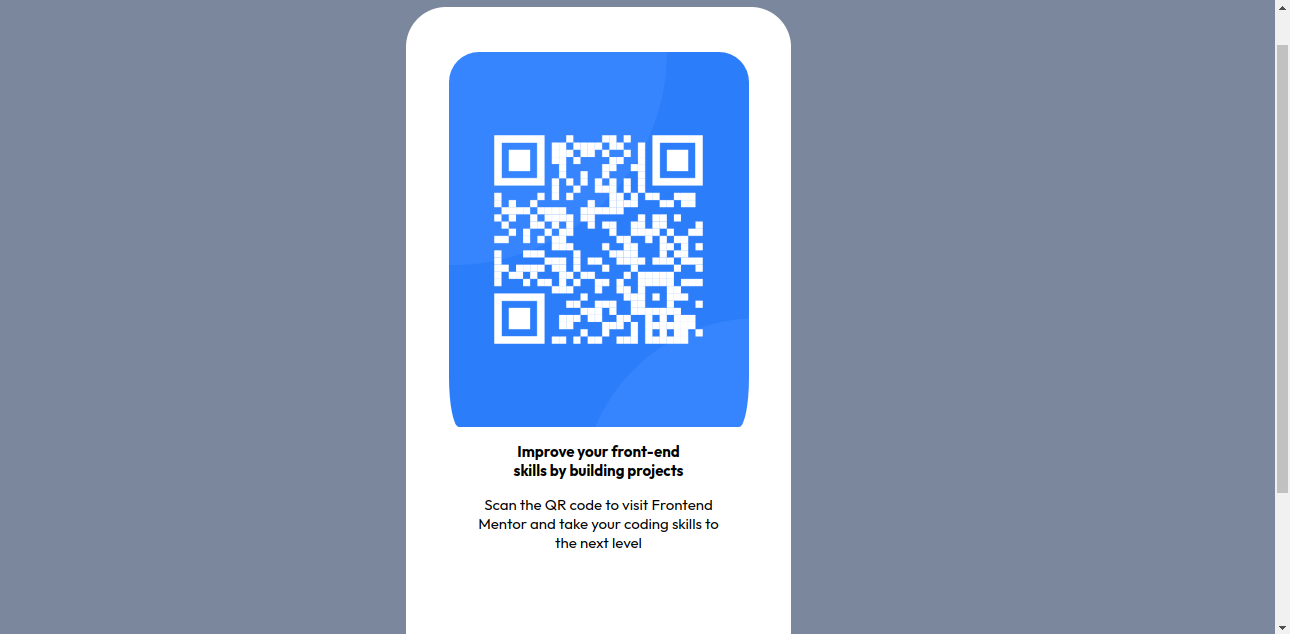 Improve your front-end
skills by building projects
Scan the QR code to visit Frontend
Mentor and take your coding skills to
the next level